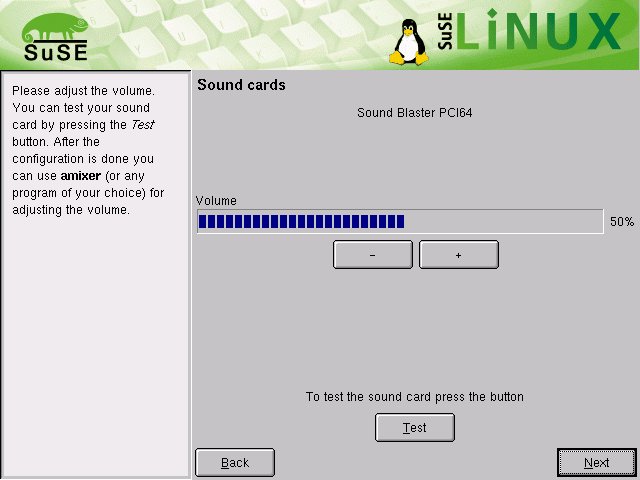 SuSE
SuSE LiNUX
Please adjust the volume.
You can test your sound
card by pressing the Test
button. After the
configuration is done you
can use amixer (or any
program of your choice) for
adjusting the volume.
Sound cards
Sound Blaster PCI64
Volume
50%
-
+
To test the sound card press the button
Test
Back
Next